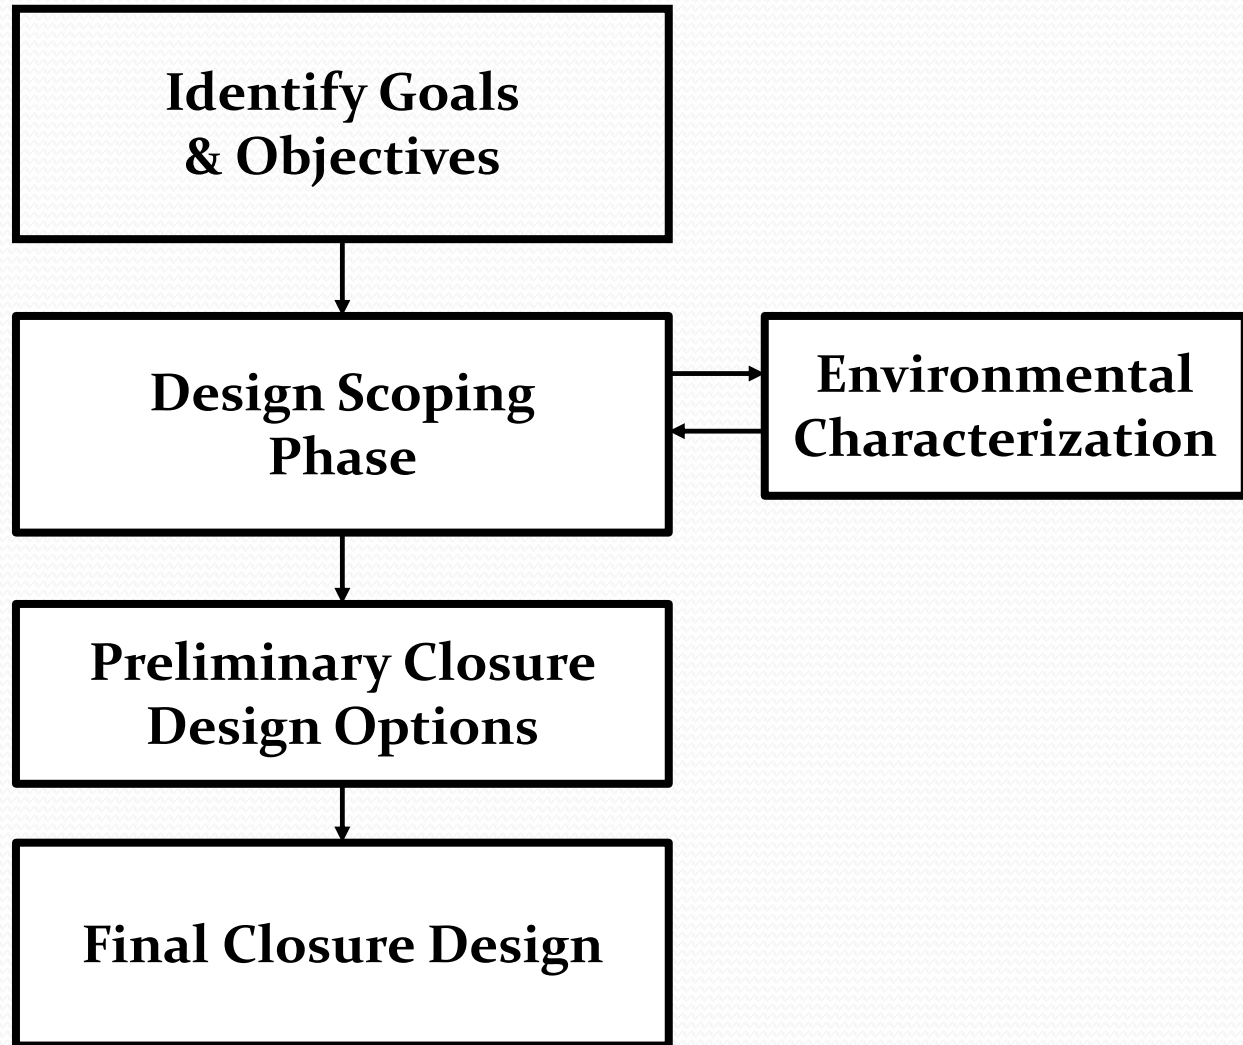 Identify Goals
& Objectives
Design Scoping
Phase
Environmental
Characterization
Preliminary Closure
Design Options
Final Closure Design